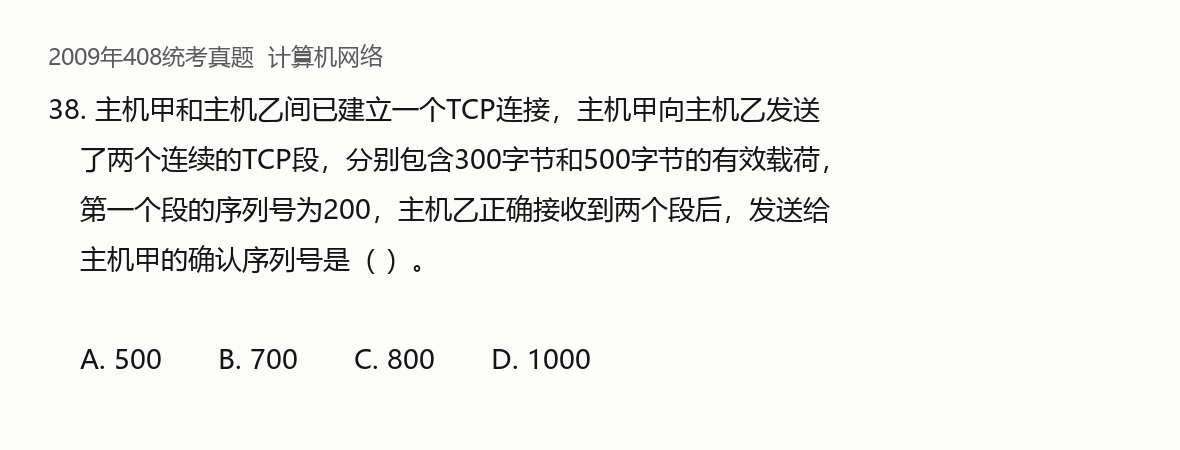 2009年408统考真题 计算机网络
38. 主机甲和主机乙间已建立一个TCP连接，主机甲向主机乙发送
了两个连续的TCP段，分别包含300字节和500字节的有效载荷，
第一个段的序列号为200，主机乙正确接收到两个段后，发送给
主机甲的确认序列号是（ ）。
A. 500 B. 700 C. 800 D. 1000